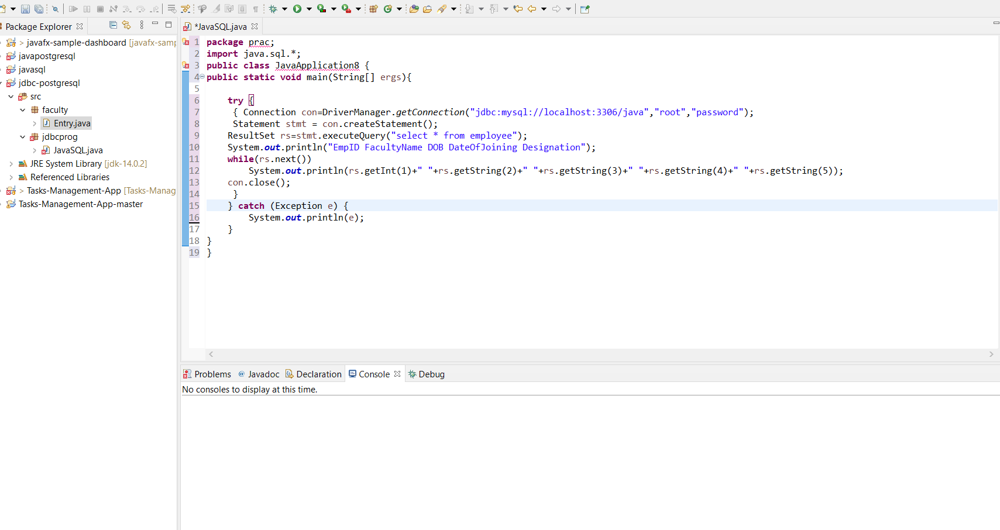 Package Explorer
> javafx-sample-dashboard [javafx-samp
javapostgresql
javasql
jdbc-postgresql
src
faculty
Entry.java
jdbcprog
JavaSQL.java
JRE System Library [jdk-14.0.2]
Referenced Libraries
> Tasks-Management-App [Tasks-Manag
Tasks-Management-App-master
*JavaSQL.java
1 package prac;
2 import java.sql.*;
3 public class JavaApplication8 {
4 public static void main(String[] ergs){
5
6 try {
7 { Connection con=DriverManager.getConnection("jdbc:mysql://localhost:3306/java","root","password");
8 Statement stmt = con.createStatement();
9 ResultSet rs=stmt.executeQuery("select * from employee");
10 System.out.println("EmpID FacultyName DOB DateOfJoining Designation");
11 while(rs.next())
12 System.out.println(rs.getInt(1)+" "+rs.getString(2)+" "+rs.getString(3)+" "+rs.getString(4)+" "+rs.getString(5));
13 con.close();
14 }
15 } catch (Exception e) {
16 System.out.println(e);
17 }
18 }
19 }
Problems @ Javadoc Declaration Console Debug
No consoles to display at this time.